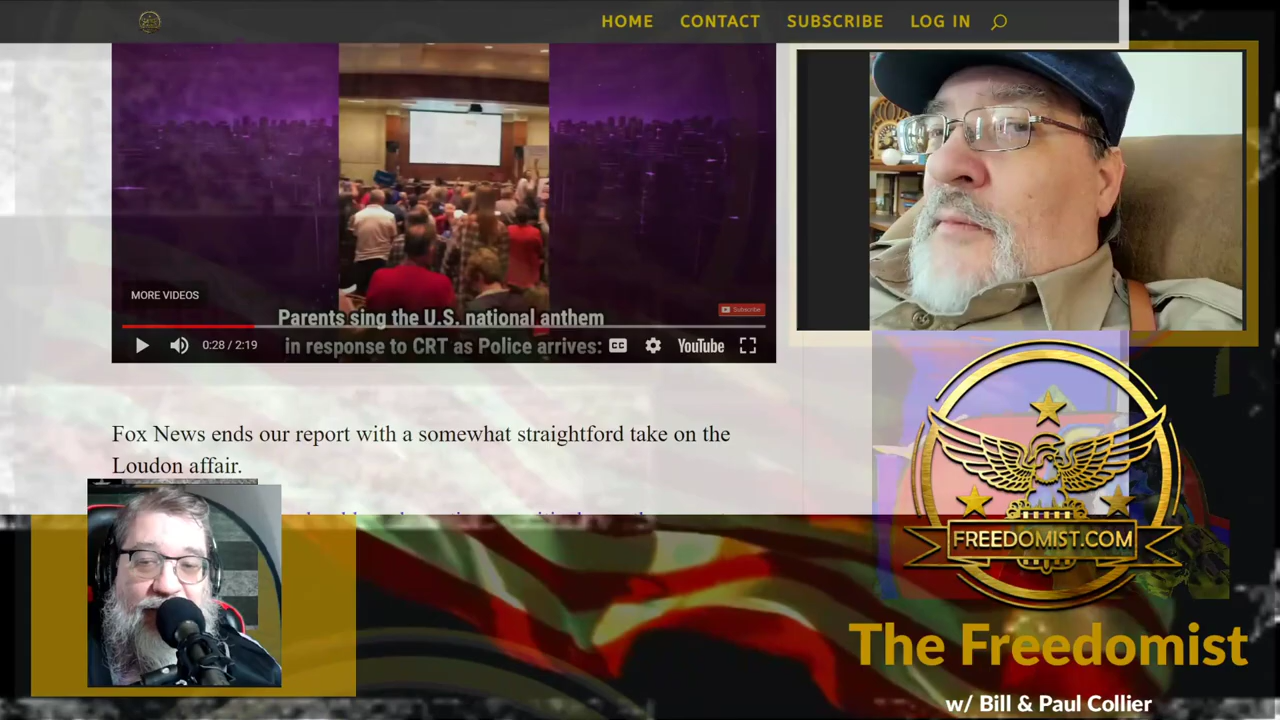 HOME CONTACT SUBSCRIBE LOG IN
MORE VIDEOS
Subscribe
Parents sing the U.S. national anthem
in response to CRT as Police arrives:
0:28 / 2:19 CC YouTube
Fox News ends our report with a somewhat straightford take on the
Loudon affair.
FREEDOMIST.COM
The Freedomist
w/ Bill & Paul Collier